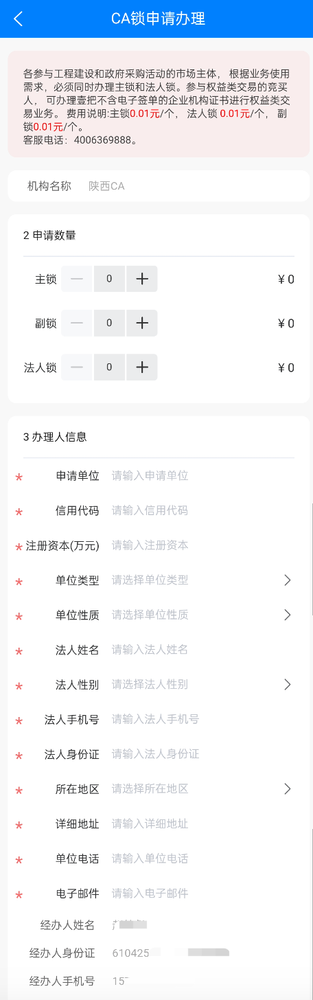 CA锁申请办理
各参与工程建设和政府采购活动的市场主体， 根据业务使用
需求，必须同时办理主锁和法人锁。参与权益类交易的竞买
人， 可办理壹把不含电子签单的企业机构证书进行权益类交
易业务。 费用说明:主锁0.01元/个， 法人锁 0.01元/个， 副
锁0.01元/个。
客服电话：4006369888。
机构名称 陕西CA
2 申请数量
主锁 0 ¥ 0
副锁 0 ¥ 0
法人锁 0 ¥ 0
3 办理人信息
* 申请单位 请输入申请单位
* 信用代码 请输入信用代码
* 注册资本(万元) 请输入注册资本
* 单位类型 请选择单位类型
* 单位性质 请选择单位性质
* 法人姓名 请输入法人姓名
* 法人性别 请选择法人性别
* 法人手机号 请输入法人手机号
* 法人身份证 请输入法人身份证
* 所在地区 请选择所在地区
* 详细地址 请输入详细地址
* 单位电话 请输入单位电话
* 电子邮件 请输入电子邮件
经办人姓名
经办人身份证 610425
经办人手机号 15